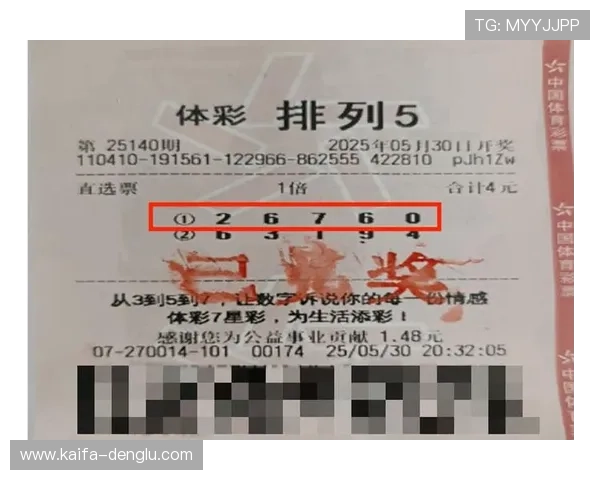 TG: MYYJJPP
体彩 排列5
第 25140期 2025年05月30日开奖
110410-191561-122966-862555 422810 pJh1Zw
直选票 1倍 合计4元
① 2 6 7 6 0
② 6 3 1 9 4
已兑奖
从3到5到7，让数字诉说你的每一份情感
体彩7星彩，为生活添彩！
感谢您为公益事业贡献 1.48元
07-270014-101 00174 25/05/30 20:32:05
中国体育彩票
中国体育彩票
www.kaifa-denglu.com